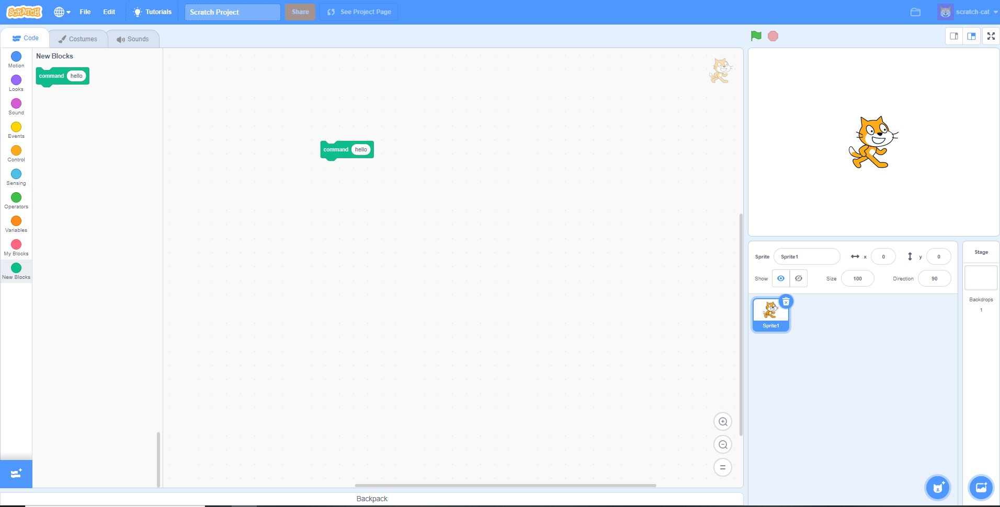 SCRATCH File Edit Tutorials Scratch Project Share See Project Page scratch-cat
Code Costumes Sounds
New Blocks
command hello
command hello
Motion
Looks
Sound
Events
Control
Sensing
Operators
Variables
My Blocks
New Blocks
Sprite Sprite1 x 0 y 0
Show Size 100 Direction 90
Sprite1
Stage
Backdrops
1
Backpack